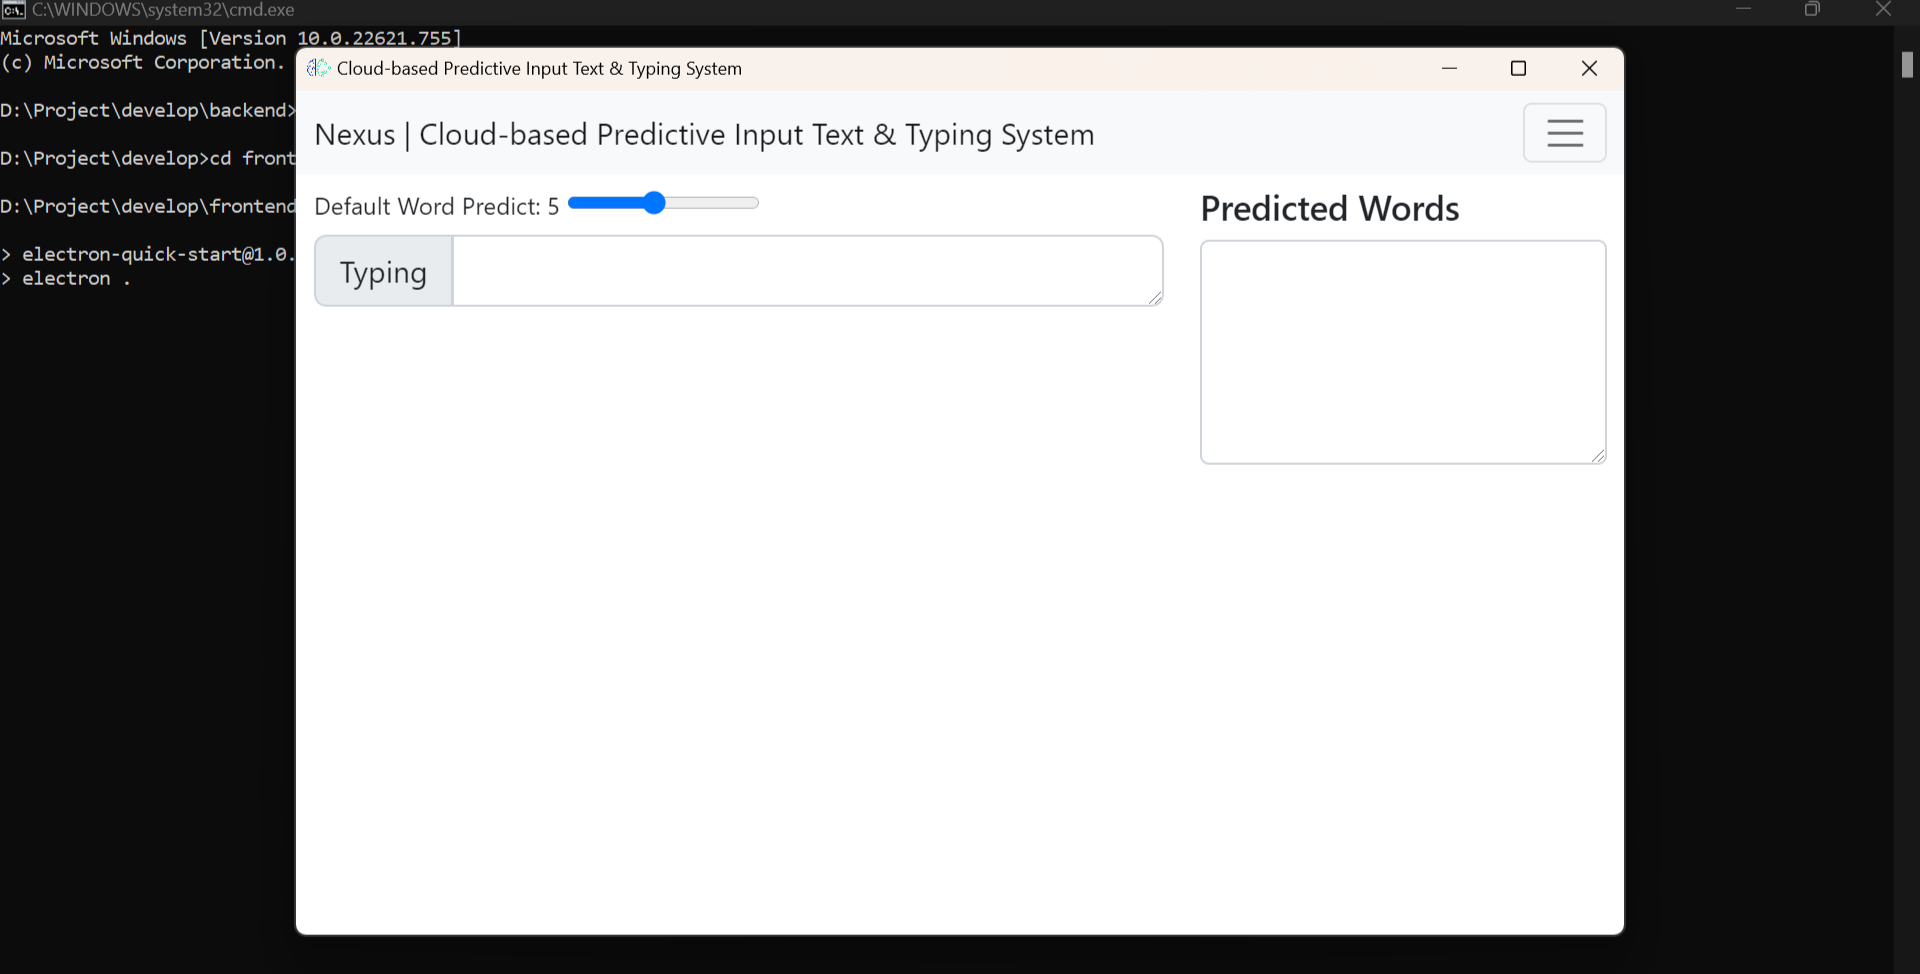 C:\WINDOWS\system32\cmd.exe
Microsoft Windows [Version 10.0.22621.755]
(c) Microsoft Corporation.
D:\Project\develop\backend>
D:\Project\develop>cd front
D:\Project\develop\frontend
> electron-quick-start@1.0.
> electron .
Cloud-based Predictive Input Text & Typing System
Nexus | Cloud-based Predictive Input Text & Typing System
Default Word Predict: 5
Typing
Predicted Words